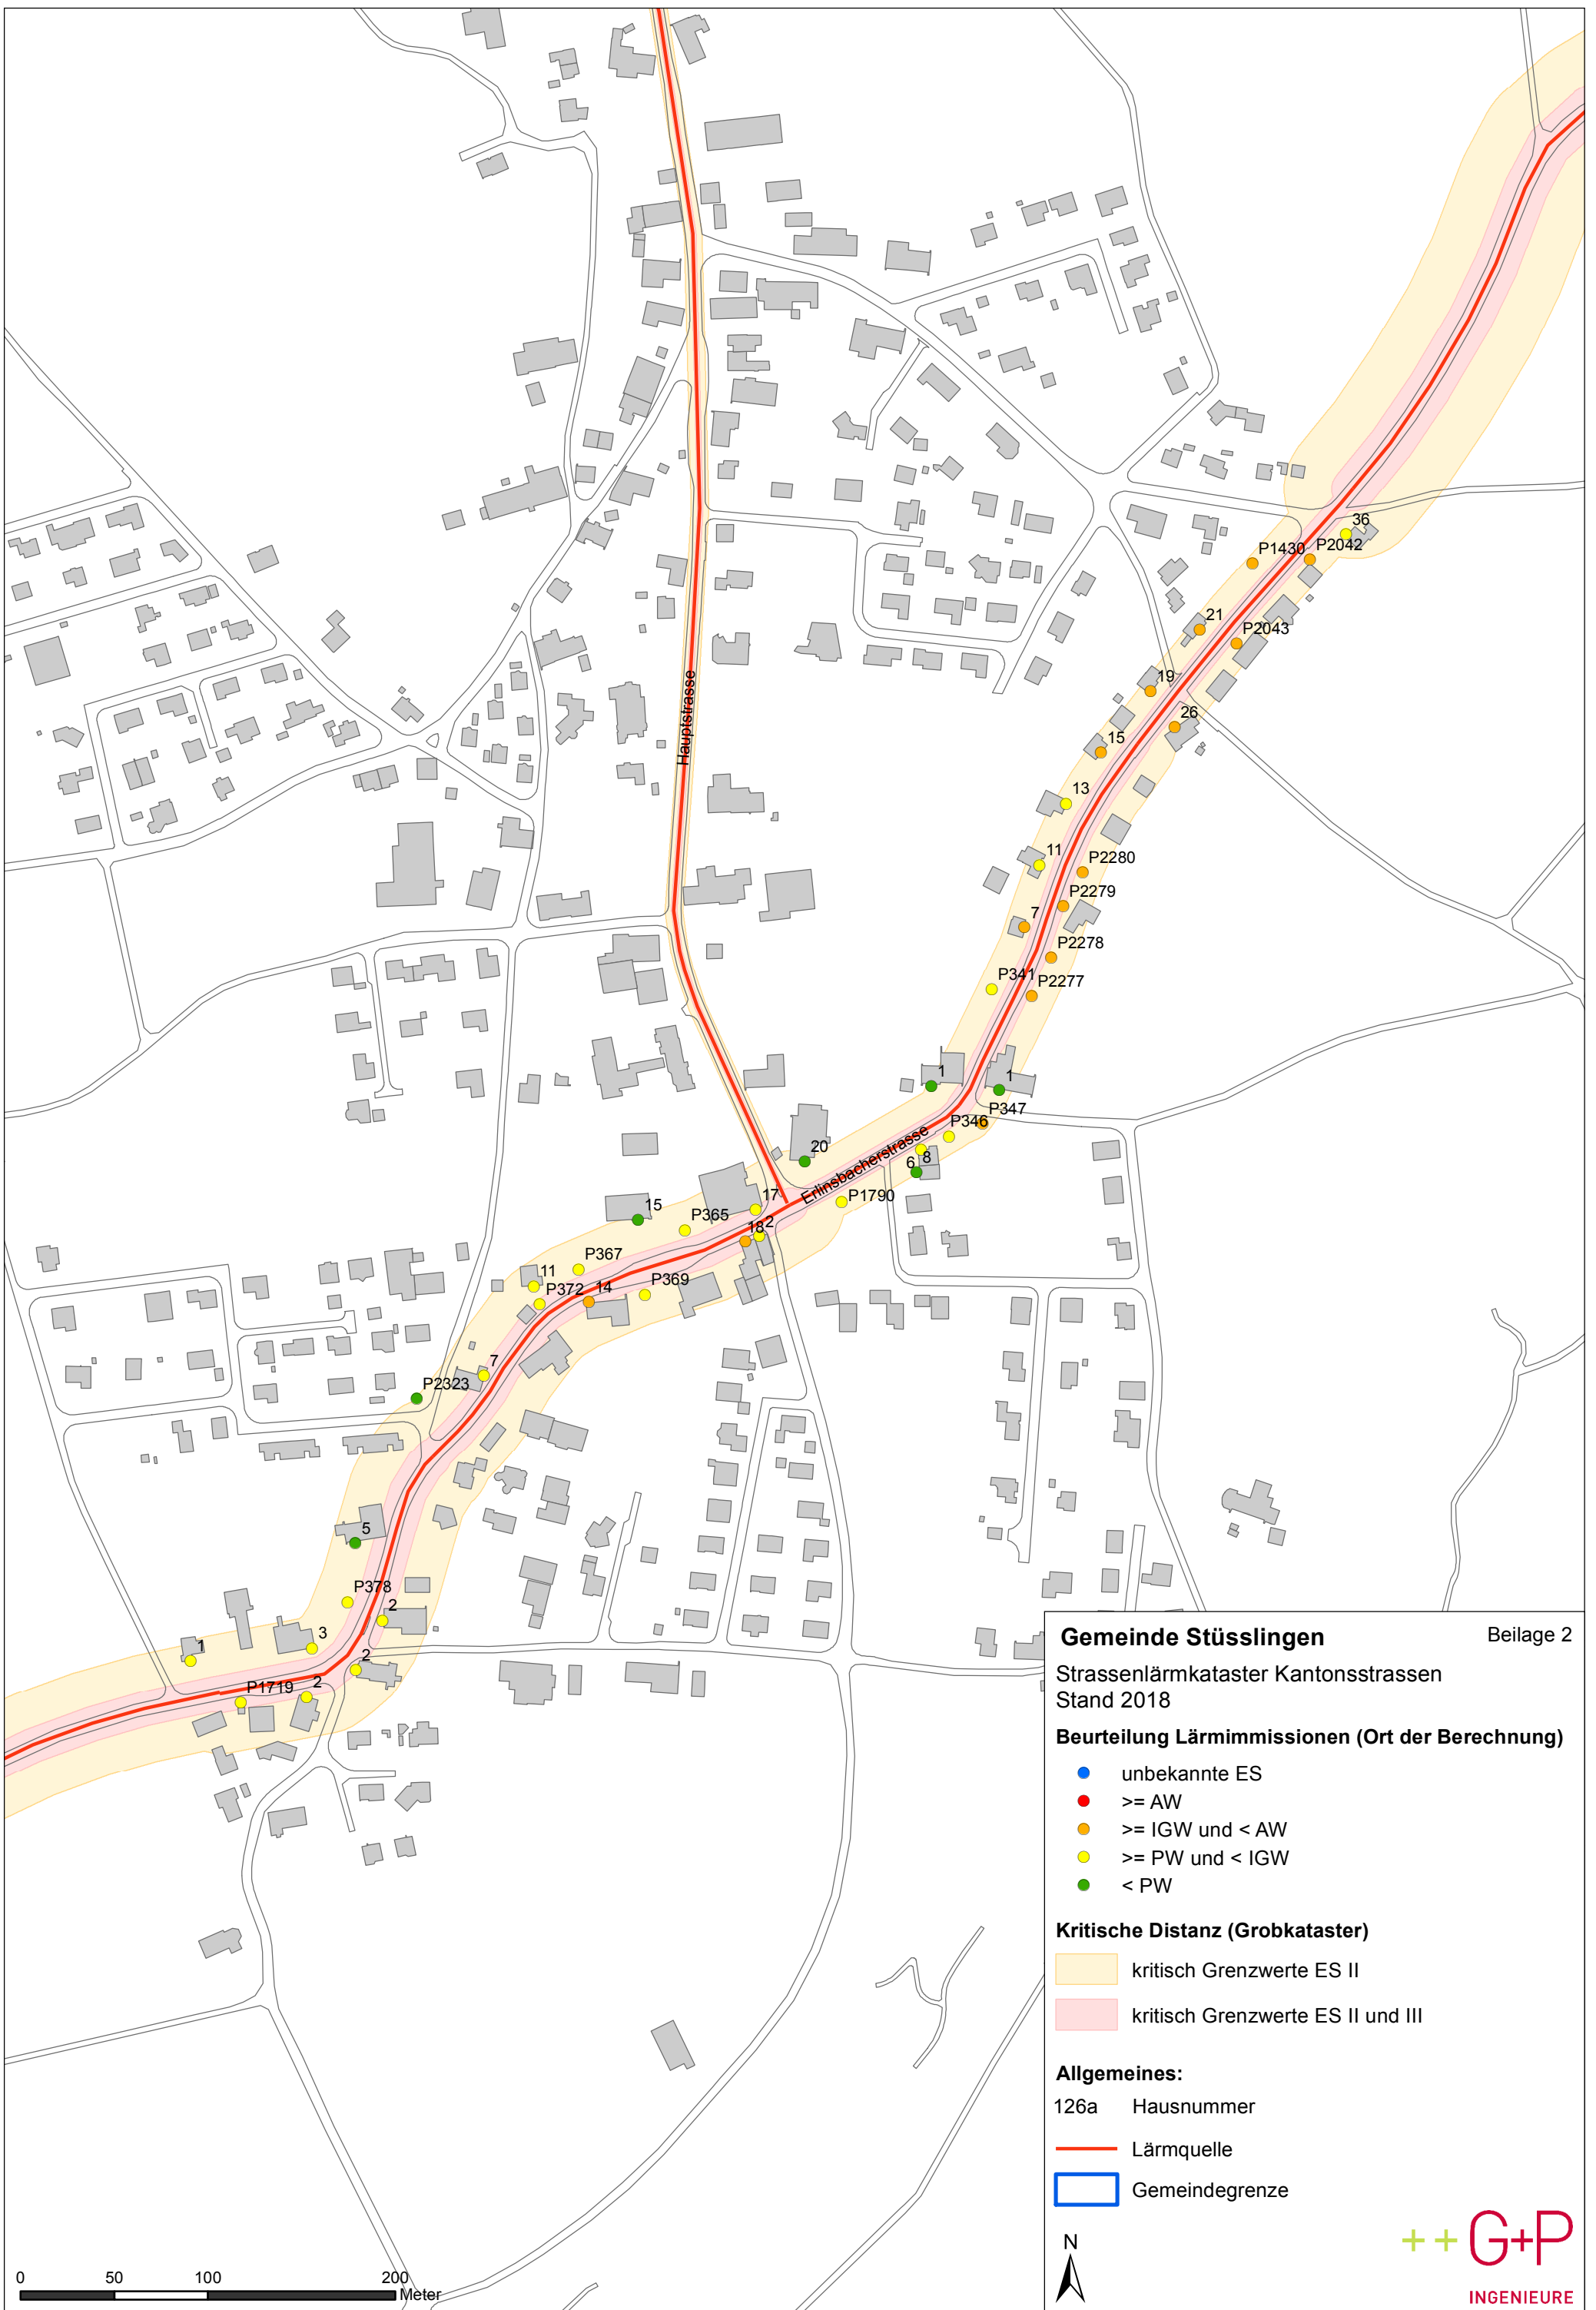 36
P1430
P2042
21
P2043
19
26
15
13
Hauptstrasse
11
P2280
P2279
7
P2278
P341
P2277
1
1
P347
P346
Erlinsbacherstrasse
20
8
6
17
P1790
15
P365
2
18
P367
11
P372
14
P369
7
P2323
5
P378
2
3
1
2
P1719
2
Gemeinde Stüsslingen
Beilage 2
Strassenlärmkataster Kantonsstrassen
Stand 2018
Beurteilung Lärmimmissionen (Ort der Berechnung)
unbekannte ES
>= AW
>= IGW und < AW
>= PW und < IGW
< PW
Kritische Distanz (Grobkataster)
kritisch Grenzwerte ES II
kritisch Grenzwerte ES II und III
Allgemeines:
126a Hausnummer
Lärmquelle
Gemeindegrenze
N
++G+P
INGENIEURE
0 50 100 200
Meter